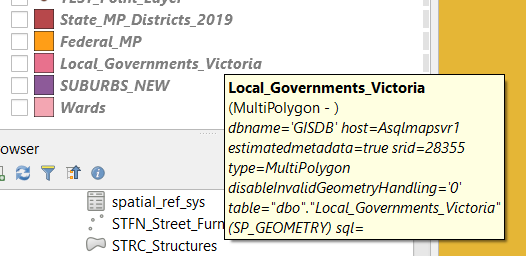 State_MP_Districts_2019
Federal_MP
Local_Governments_Victoria
SUBURBS_NEW
Wards
Local_Governments_Victoria
(MultiPolygon - )
dbname='GISDB' host=Asqlmapsvr1
estimatedmetadata=true srid=28355
type=MultiPolygon
disableInvalidGeometryHandling='0'
table="dbo"."Local_Governments_Victoria"
(SP_GEOMETRY) sql=
owser
spatial_ref_sys
STFN_Street_Furn
STRC_Structures